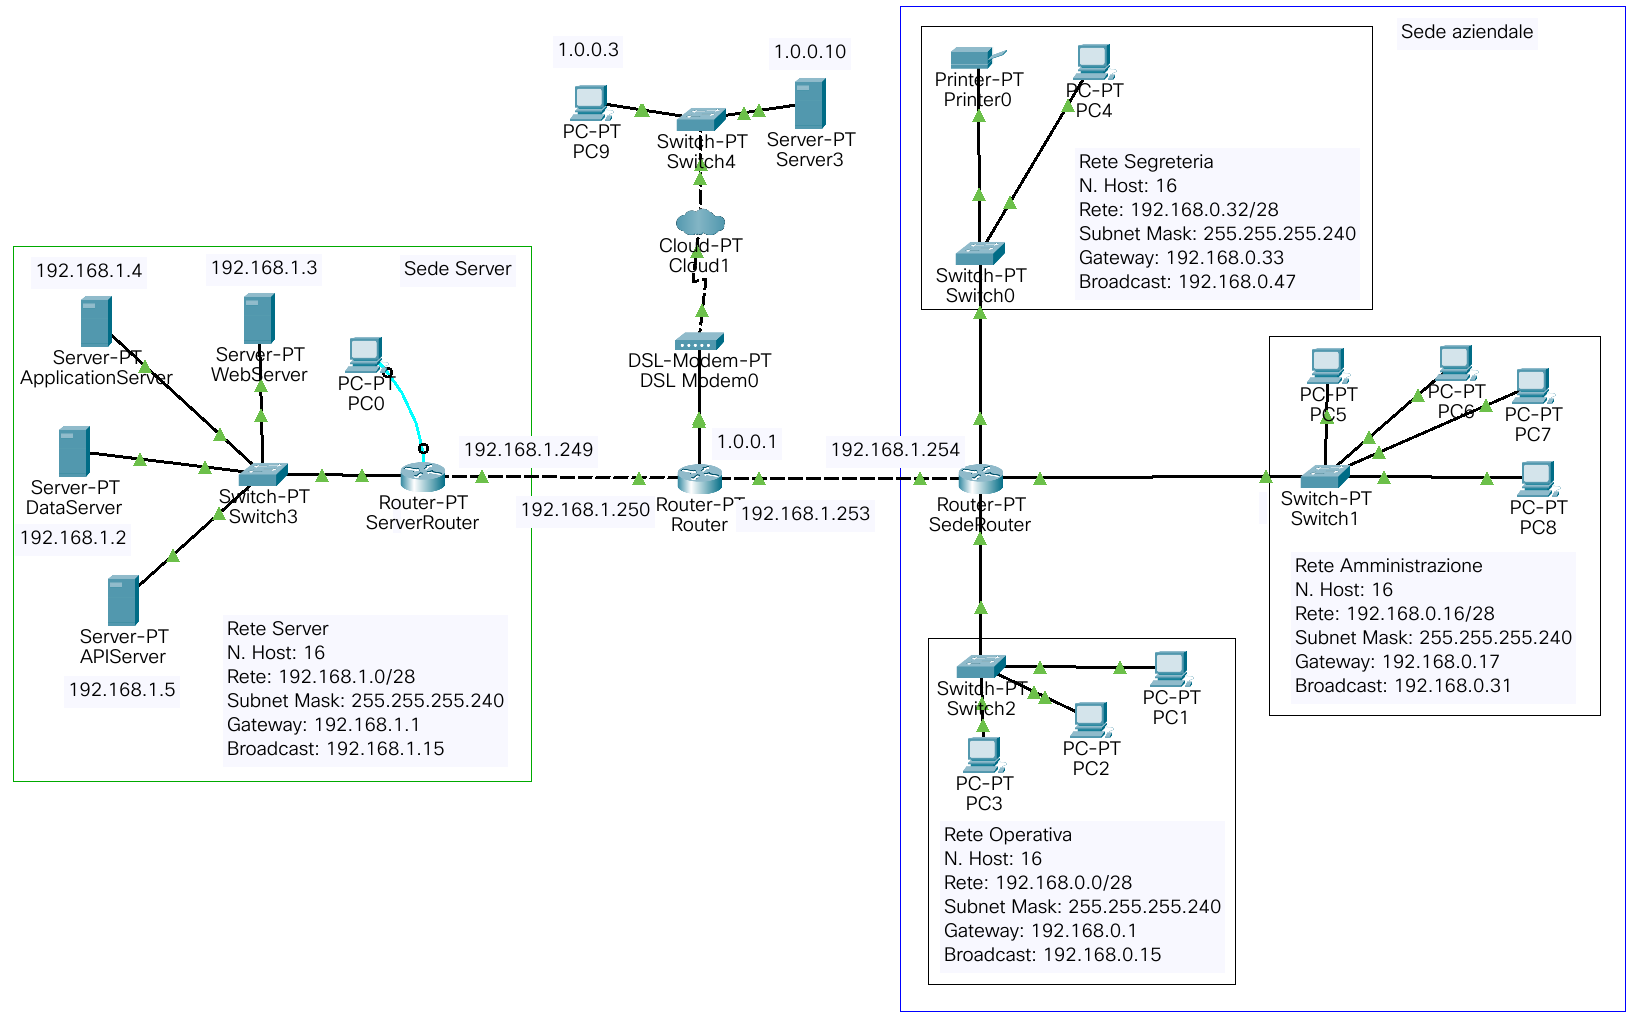 Sede aziendale
1.0.0.3
1.0.0.10
PC-PT
PC9
Switch-PT
Switch4
Server-PT
Server3
Printer-PT
Printer0
PC-PT
PC4
Rete Segreteria
N. Host: 16
Rete: 192.168.0.32/28
Subnet Mask: 255.255.255.240
Gateway: 192.168.0.33
Broadcast: 192.168.0.47
Switch-PT
Switch0
Cloud-PT
Cloud1
DSL-Modem-PT
DSL Modem0
1.0.0.1
Sede Server
192.168.1.4
192.168.1.3
Server-PT
ApplicationServer
Server-PT
WebServer
PC-PT
PC0
Server-PT
DataServer
192.168.1.2
Switch-PT
Switch3
Router-PT
ServerRouter
192.168.1.249
192.168.1.250
Router-PT
Router
192.168.1.253
192.168.1.254
Router-PT
SedeRouter
Server-PT
APIServer
192.168.1.5
Rete Server
N. Host: 16
Rete: 192.168.1.0/28
Subnet Mask: 255.255.255.240
Gateway: 192.168.1.1
Broadcast: 192.168.1.15
PC-PT
PC5
PC-PT
PC6
PC-PT
PC7
Switch-PT
Switch1
PC-PT
PC8
Rete Amministrazione
N. Host: 16
Rete: 192.168.0.16/28
Subnet Mask: 255.255.255.240
Gateway: 192.168.0.17
Broadcast: 192.168.0.31
Switch-PT
Switch2
PC-PT
PC1
PC-PT
PC2
PC-PT
PC3
Rete Operativa
N. Host: 16
Rete: 192.168.0.0/28
Subnet Mask: 255.255.255.240
Gateway: 192.168.0.1
Broadcast: 192.168.0.15